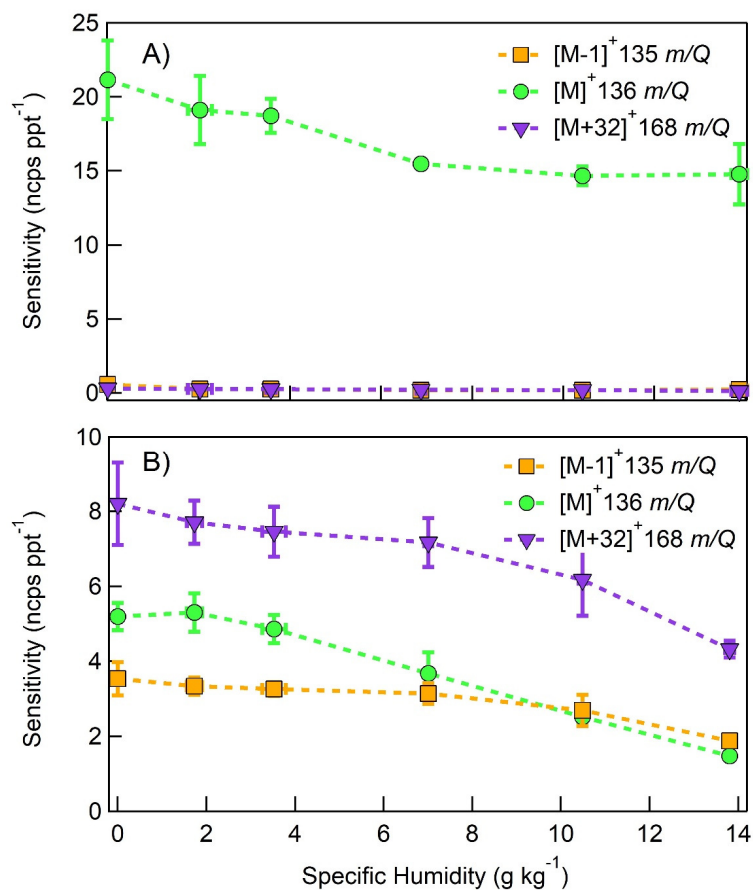 25
20
15
10
5
0
Sensitivity (ncps ppt⁻¹)
A)
[M-1]⁺ 135 m/Q
[M]⁺ 136 m/Q
[M+32]⁺ 168 m/Q
10
8
6
4
2
0
Sensitivity (ncps ppt⁻¹)
B)
[M-1]⁺ 135 m/Q
[M]⁺ 136 m/Q
[M+32]⁺ 168 m/Q
0 2 4 6 8 10 12 14
Specific Humidity (g kg⁻¹)